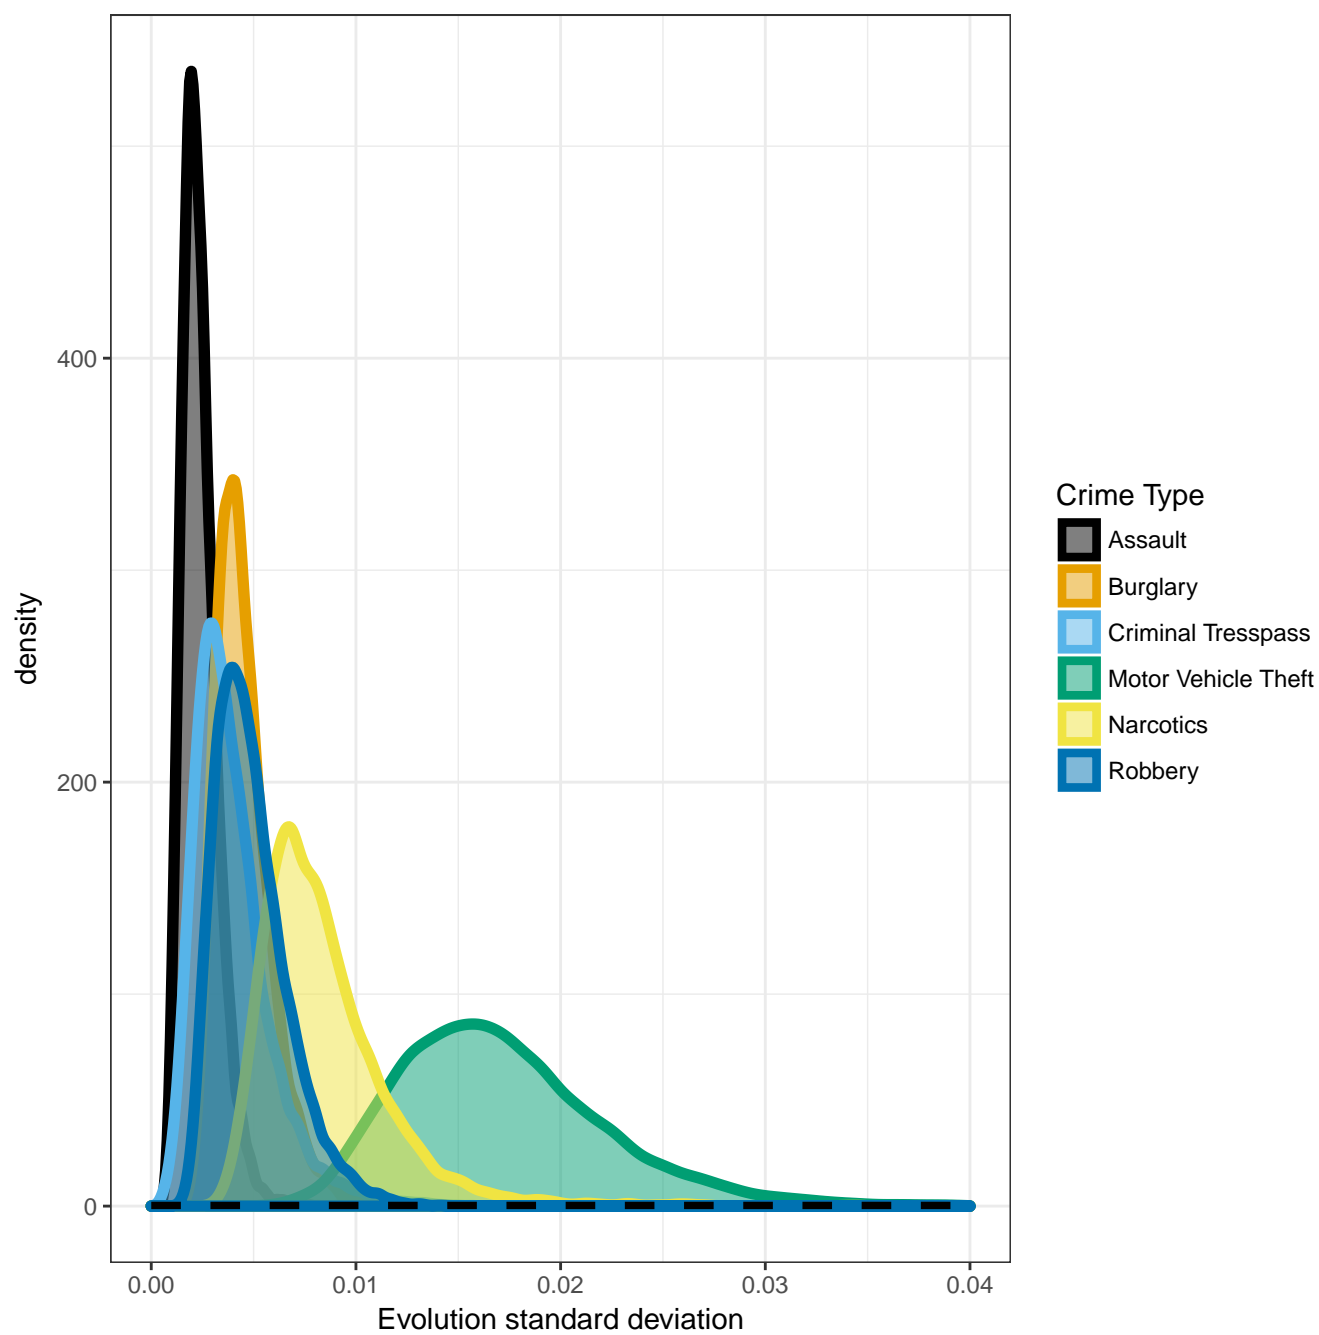 density
400
200
0
0.00 0.01 0.02 0.03 0.04
Evolution standard deviation
Crime Type
Assault
Burglary
Criminal Tresspass
Motor Vehicle Theft
Narcotics
Robbery